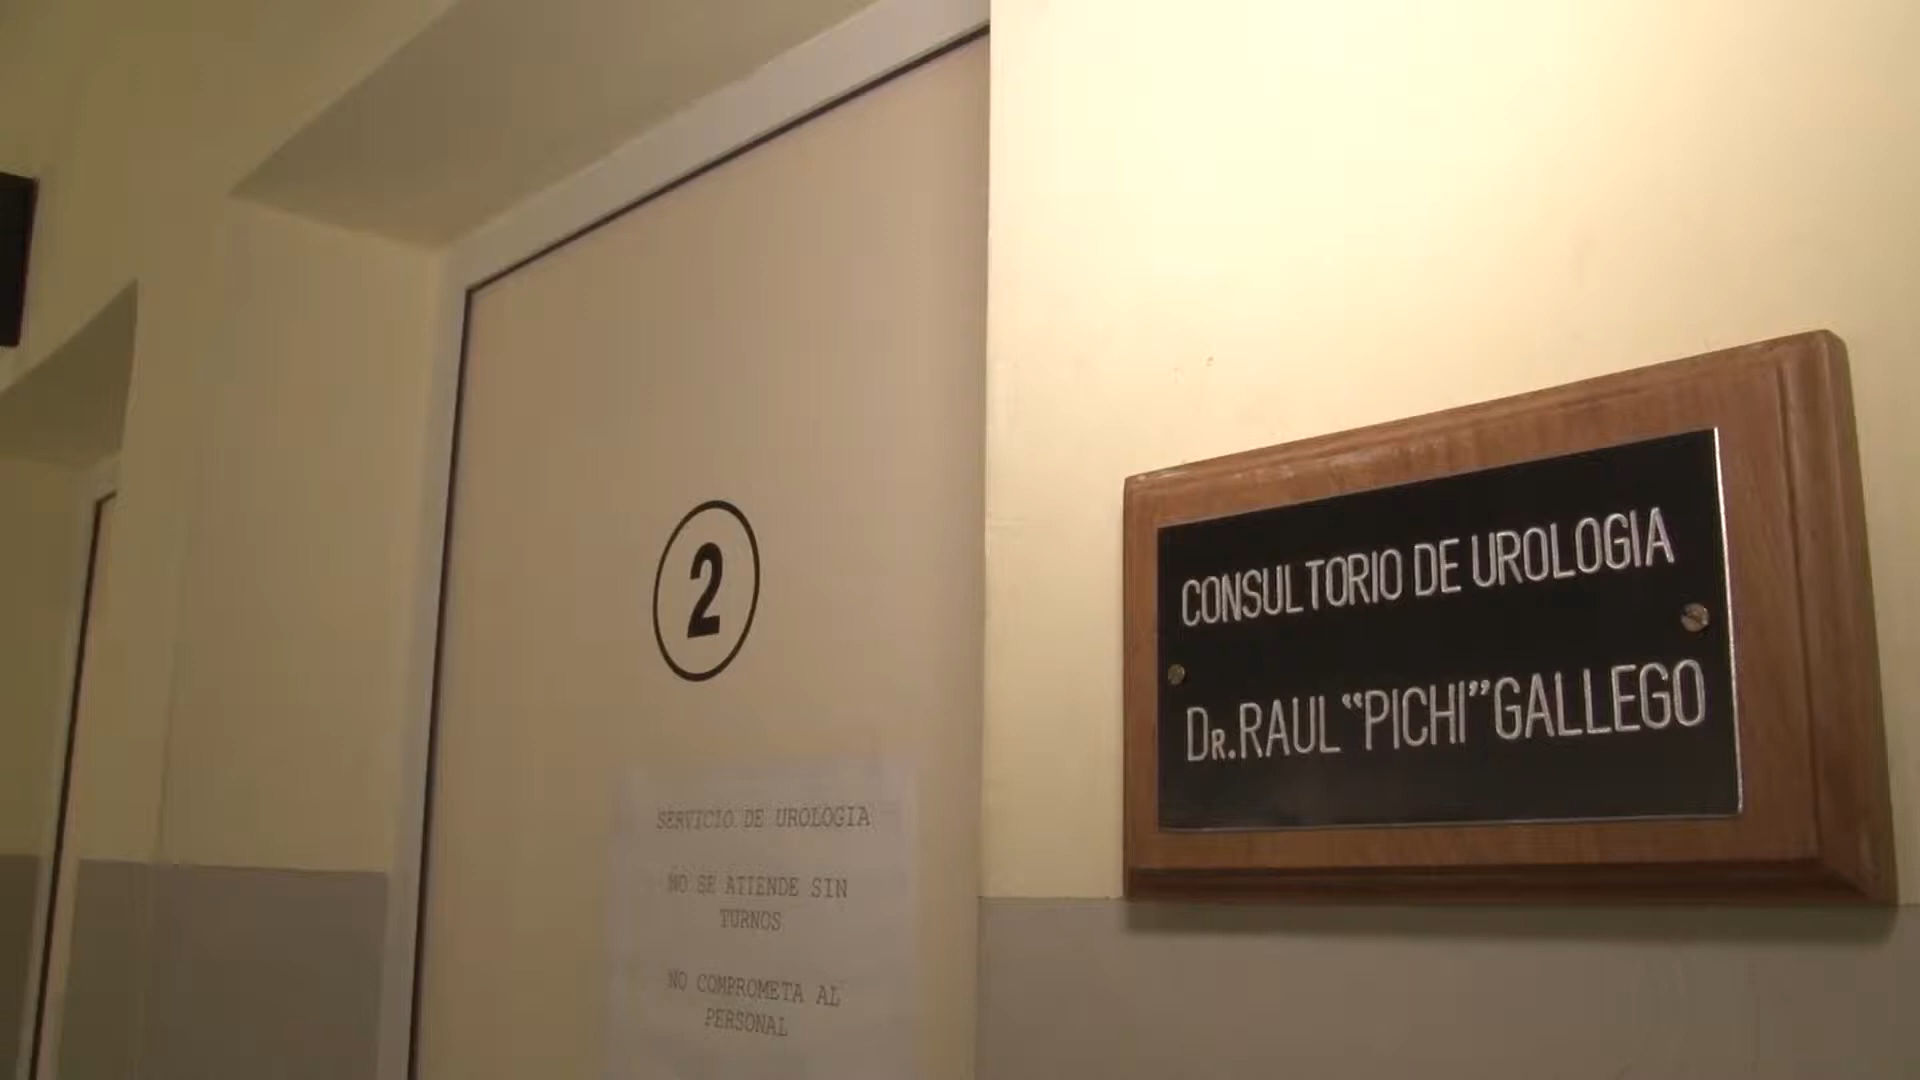 2
SERVICIO DE UROLOGIA
NO SE ATIENDE SIN
TURNOS
NO COMPROMETA AL
PERSONAL
CONSULTORIO DE UROLOGIA
DR. RAUL “PICHI” GALLEGO